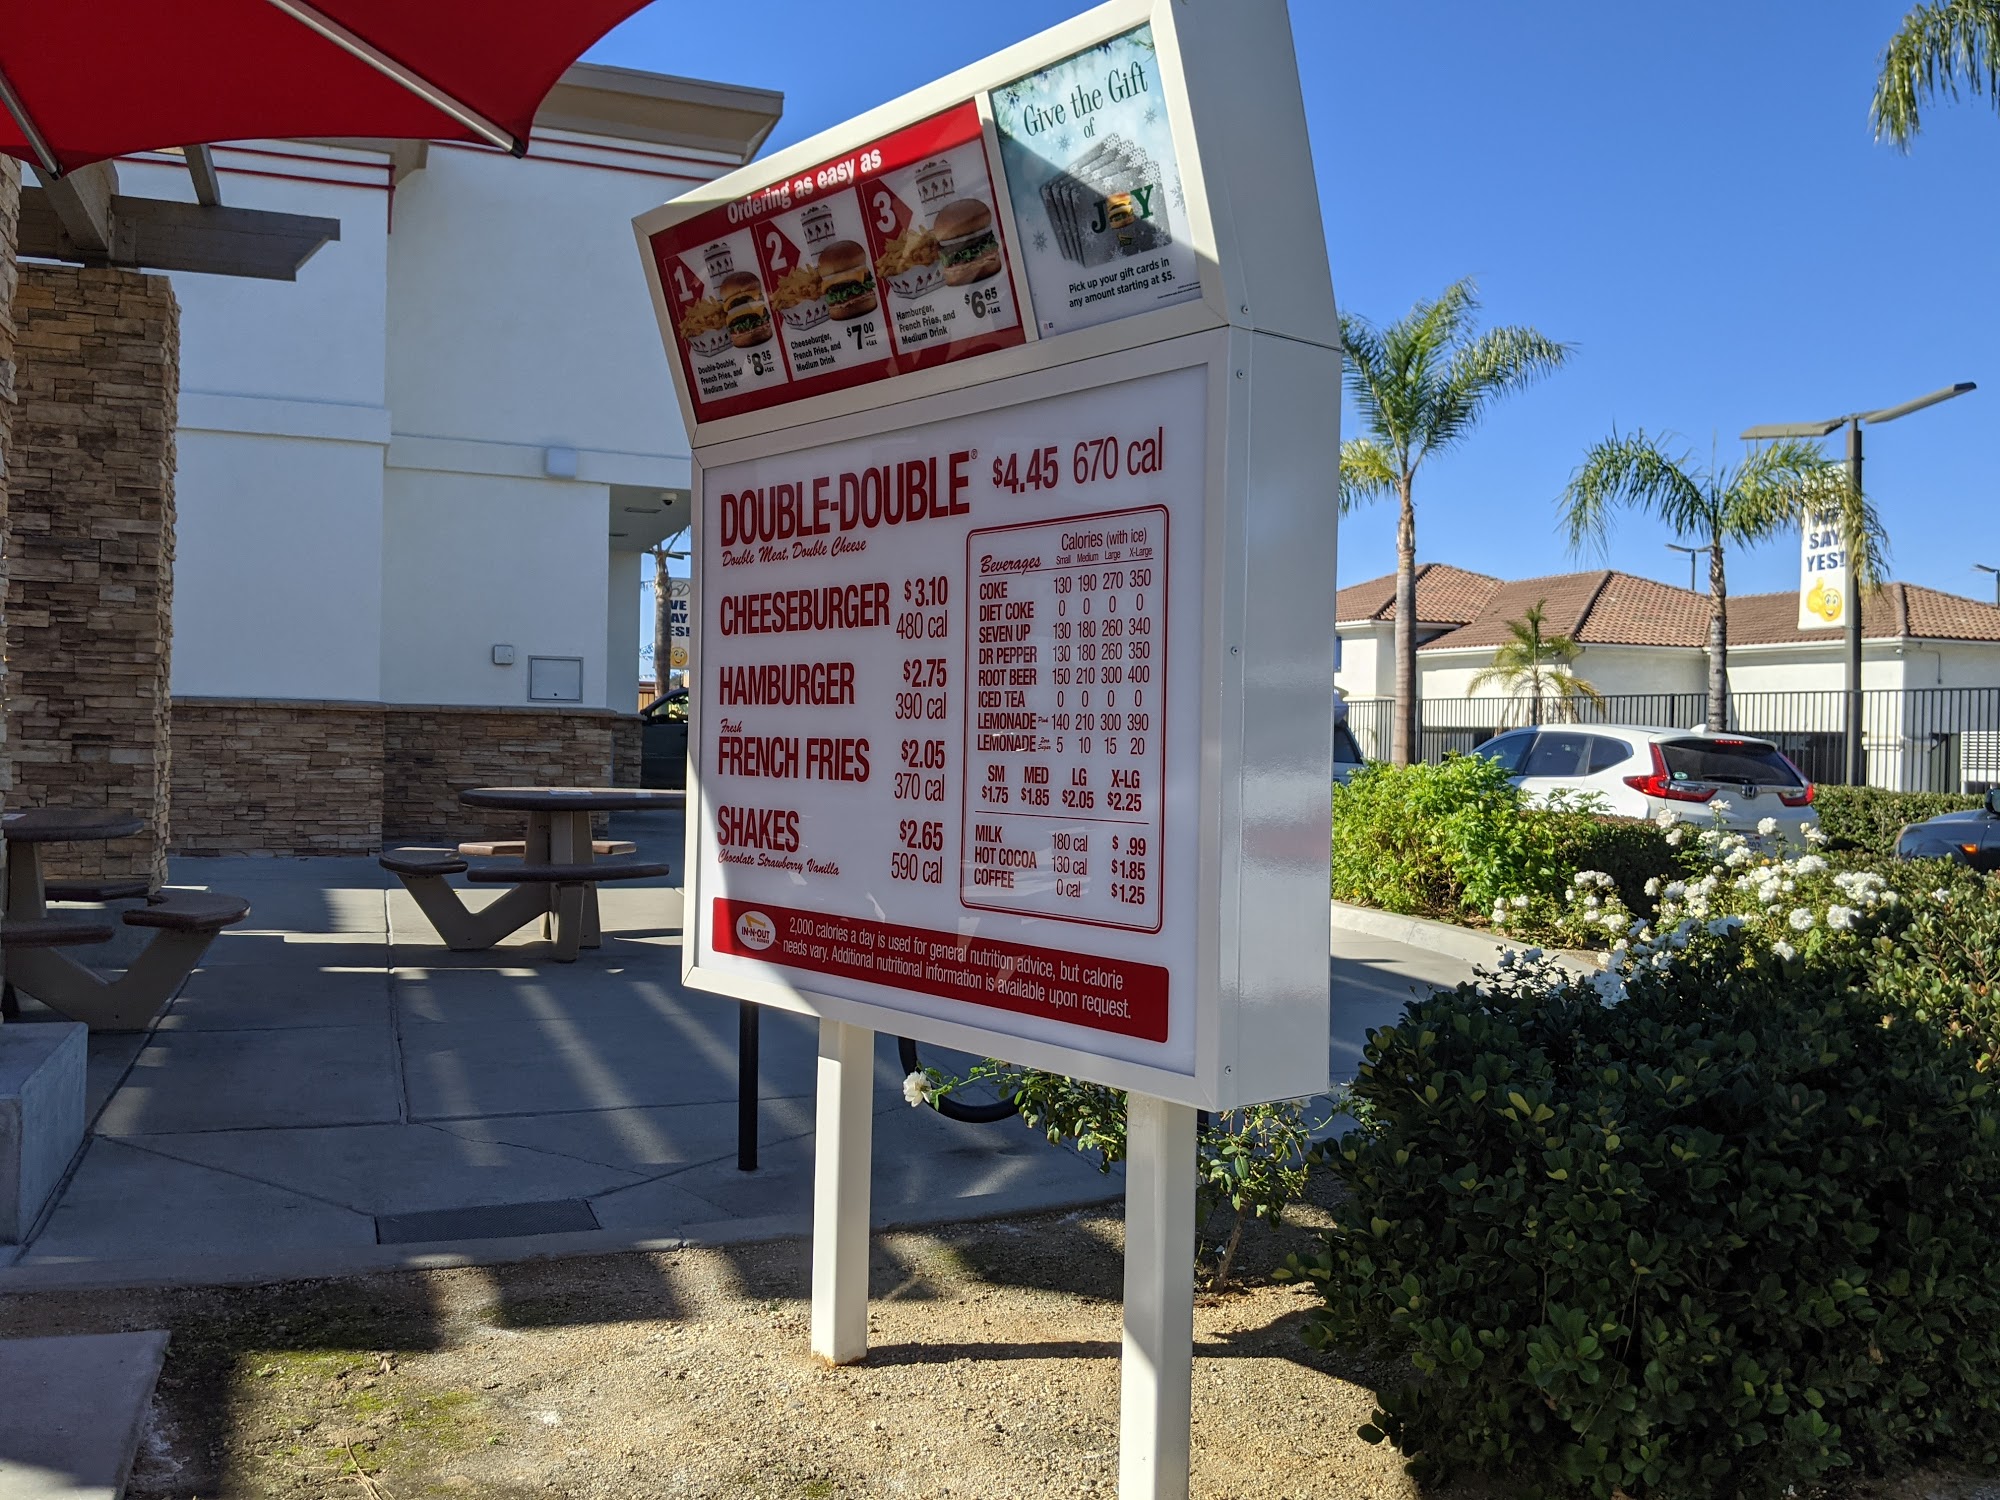 Ordering as easy as
1
Double-Double,
French Fries, and
Medium Drink
$8.35
+tax
2
Cheeseburger,
French Fries, and
Medium Drink
$7.00
+tax
3
Hamburger,
French Fries, and
Medium Drink
$6.65
+tax
Give the Gift
of
JOY
Pick up your gift cards in
any amount starting at $5.
DOUBLE-DOUBLE® $4.45 670 cal
Double Meat, Double Cheese
CHEESEBURGER $3.10
480 cal
HAMBURGER $2.75
390 cal
Fresh
FRENCH FRIES $2.05
370 cal
SHAKES $2.65
Chocolate Strawberry Vanilla 590 cal
Calories (with ice)
Beverages Small Medium Large X-Large
COKE 130 190 270 350
DIET COKE 0 0 0 0
SEVEN UP 130 180 260 340
DR PEPPER 130 180 260 350
ROOT BEER 150 210 300 400
ICED TEA 0 0 0 0
LEMONADE Pink 140 210 300 390
LEMONADE Zero Sugar 5 10 15 20
SM MED LG X-LG
$1.75 $1.85 $2.05 $2.25
MILK 180 cal $ .99
HOT COCOA 130 cal $1.85
COFFEE 0 cal $1.25
IN-N-OUT
2,000 calories a day is used for general nutrition advice, but calorie
needs vary. Additional nutritional information is available upon request.
SAY
YES!
VE
AY
ES!